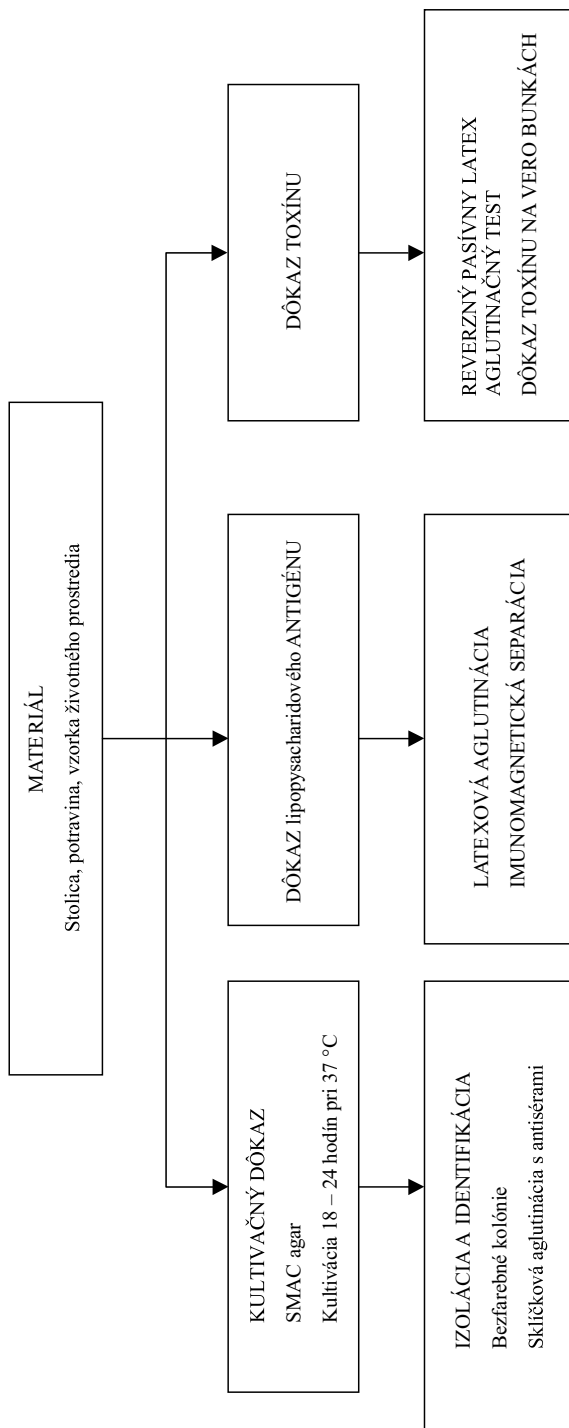 MATERIÁL
Stolica, potravina, vzorka životného prostredia
KULTIVAČNÝ DÔKAZ
SMAC agar
Kultivácia 18 – 24 hodín pri 37 °C
DÔKAZ lipopysacharidového ANTIGÉNU
DÔKAZ TOXÍNU
IZOLÁCIA A IDENTIFIKÁCIA
Bezfarebné kolónie
Sklíčková aglutinácia s antisérami
LATEXOVÁ AGLUTINÁCIA
IMUNOMAGNETICKÁ SEPARÁCIA
REVERZNÝ PASÍVNY LATEX
AGLUTINAČNÝ TEST
DÔKAZ TOXÍNU NA VERO BUNKÁCH